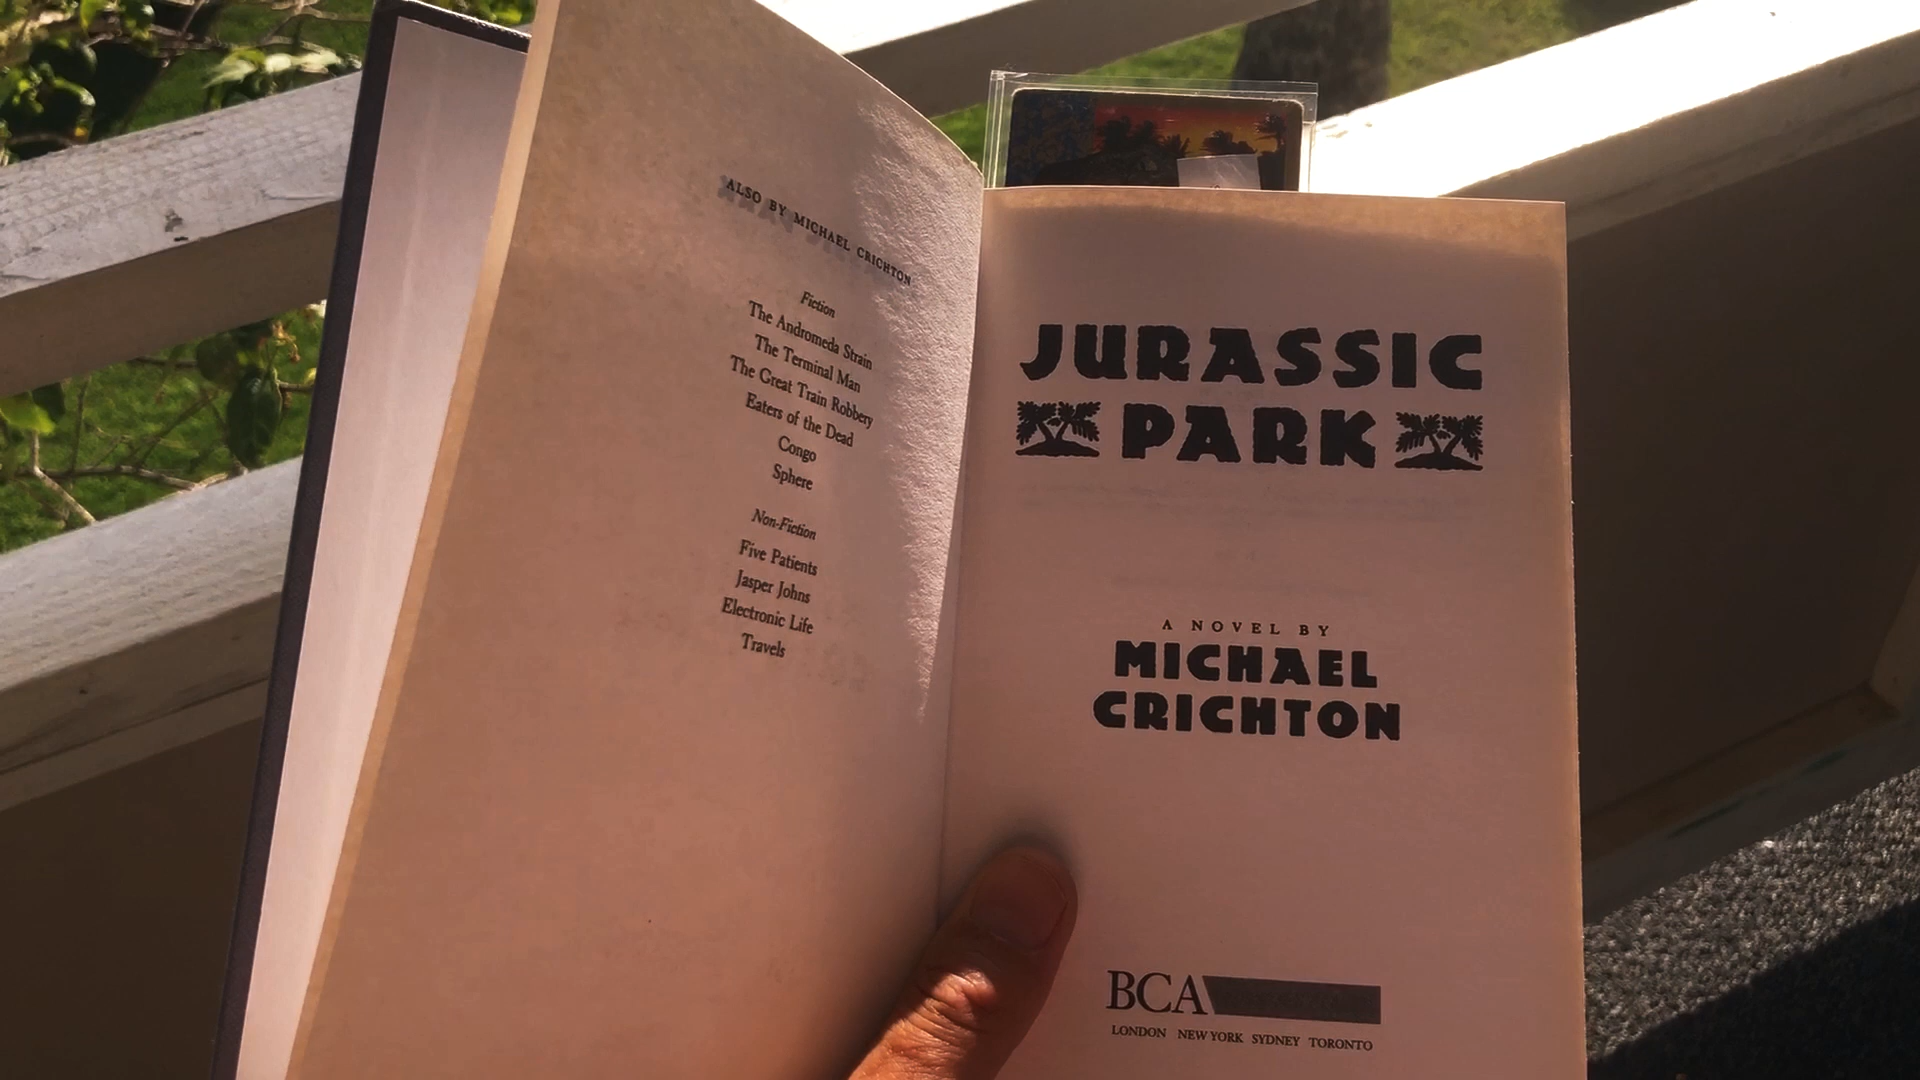 ALSO BY MICHAEL CRICHTON
Fiction
The Andromeda Strain
The Terminal Man
The Great Train Robbery
Eaters of the Dead
Congo
Sphere
Non-Fiction
Five Patients
Jasper Johns
Electronic Life
Travels
JURASSIC
PARK
A NOVEL BY
MICHAEL
CRICHTON
BCA
LONDON NEW YORK SYDNEY TORONTO